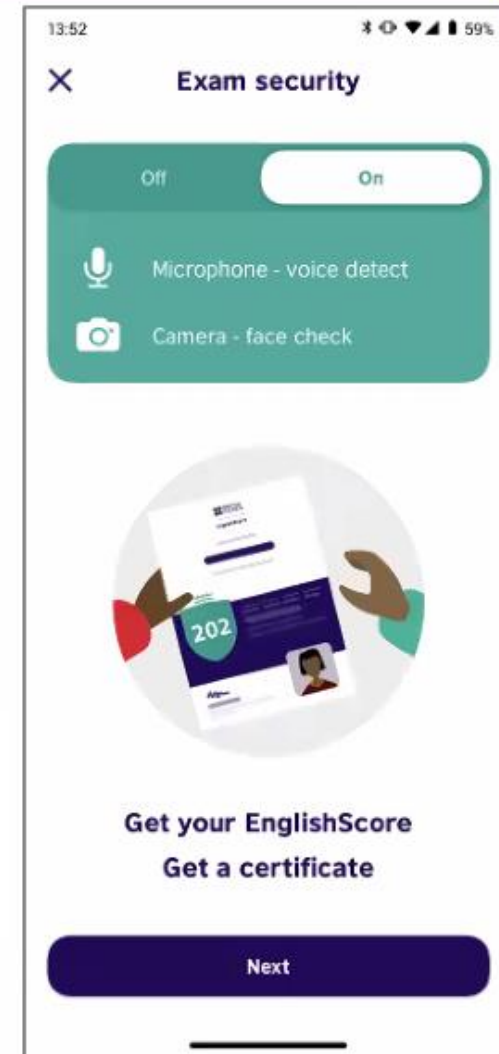 13:52 59%
Exam security
Off On
Microphone - voice detect
Camera - face check
202
Get your EnglishScore
Get a certificate
Next